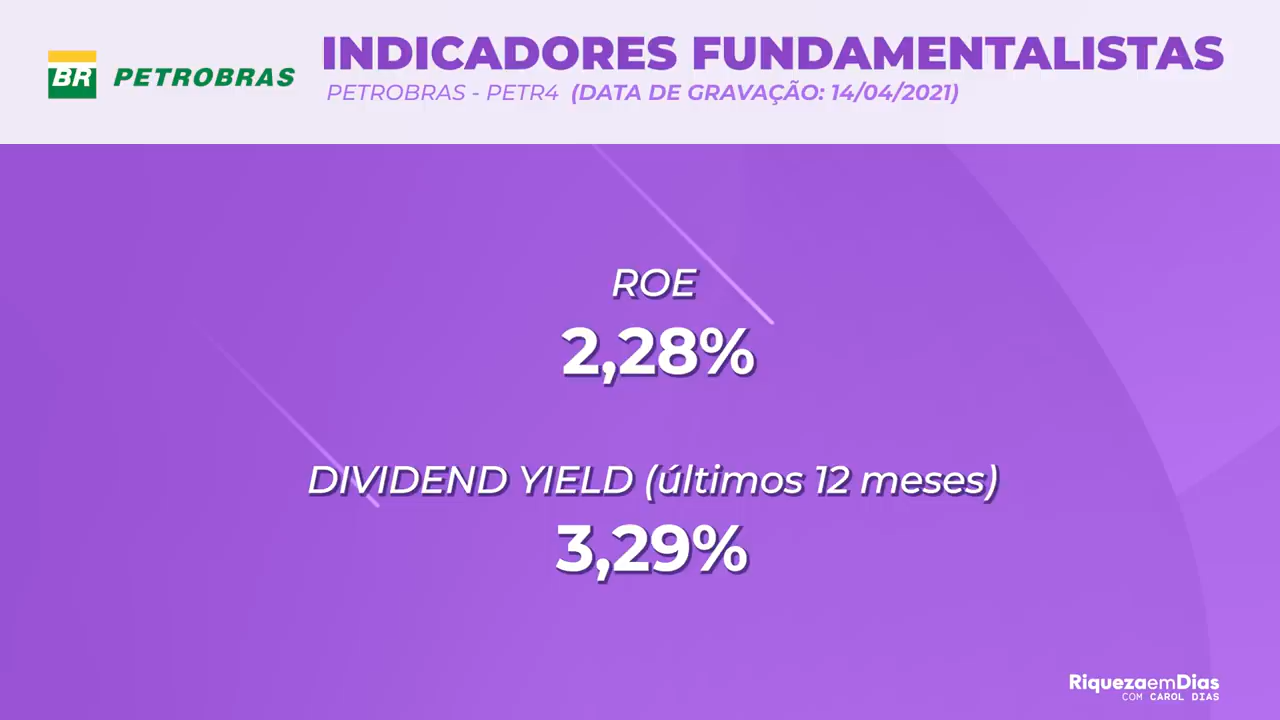 BR PETROBRAS
INDICADORES FUNDAMENTALISTAS
PETROBRAS - PETR4 (DATA DE GRAVAÇÃO: 14/04/2021)
ROE
2,28%
DIVIDEND YIELD (últimos 12 meses)
3,29%
RiquezaemDias
COM CAROL DIAS